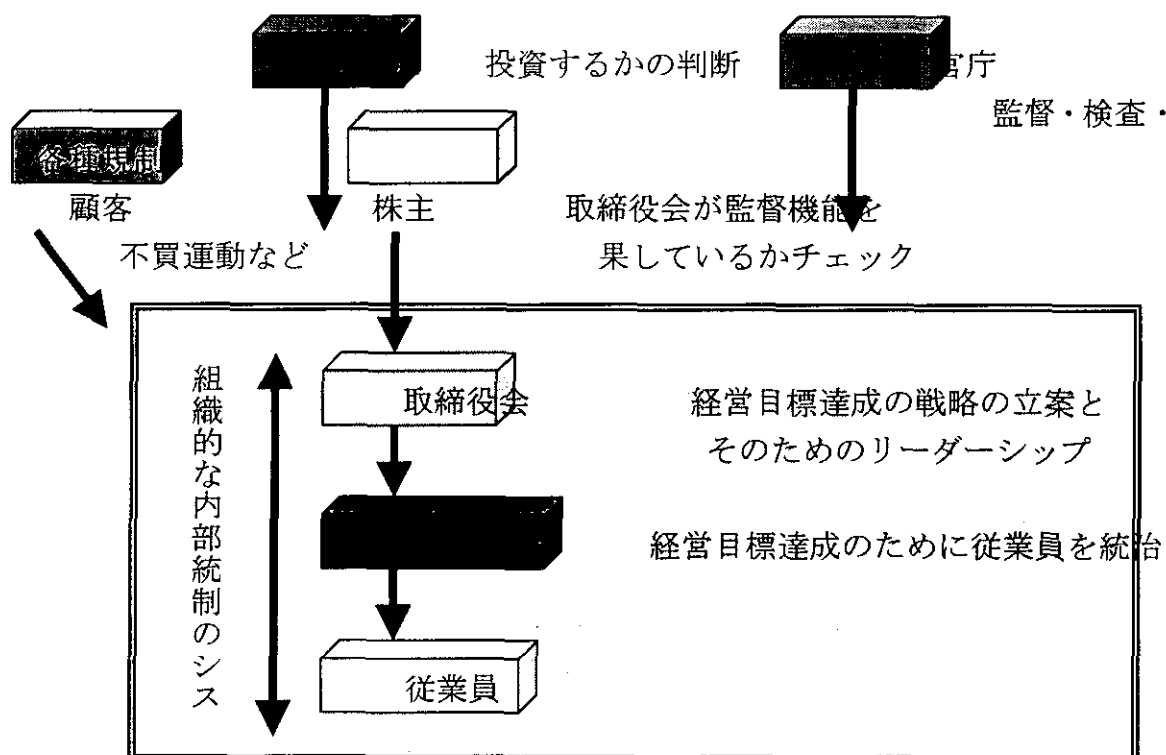 投資するかの判断
官庁
監督・検査・
各種規制
顧客
株主
取締役会が監督機能を
不買運動など
果しているかチェック
組織的な内部統制のシス
取締役会
経営目標達成の戦略の立案と
そのためのリーダーシップ
経営目標達成のために従業員を統治
従業員